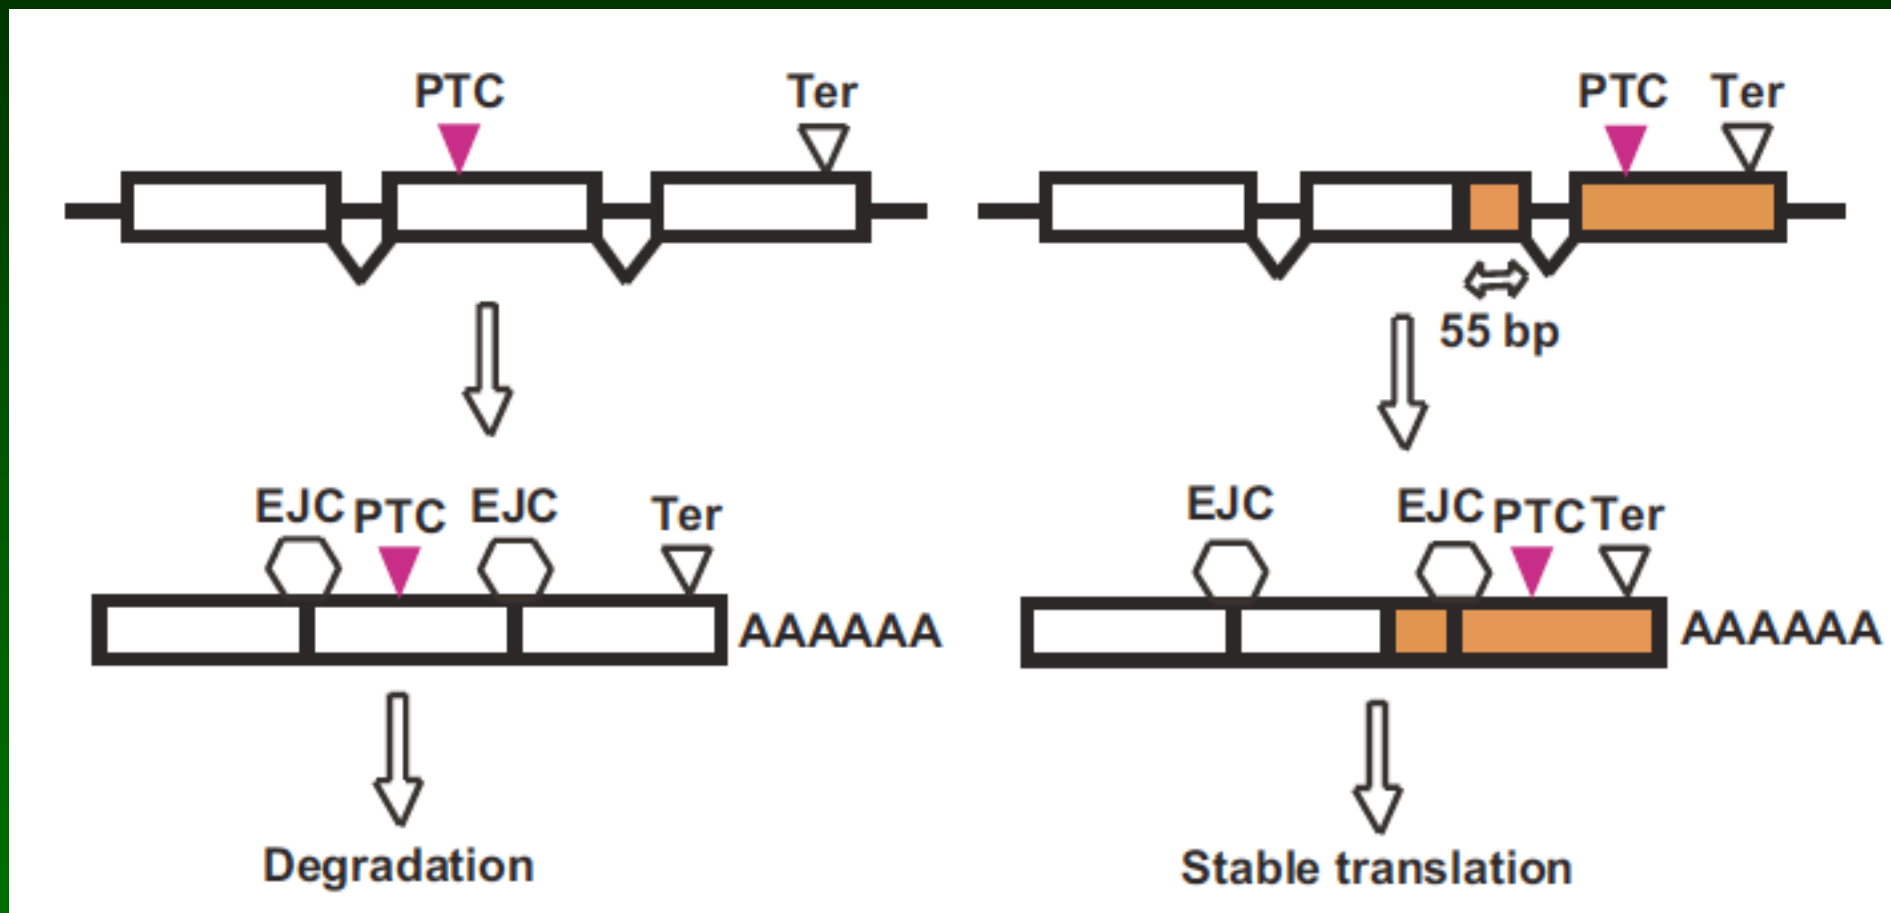 PTC Ter
PTC Ter
55 bp
EJC PTC EJC Ter
EJC EJC PTC Ter
AAAAAA
AAAAAA
Degradation
Stable translation